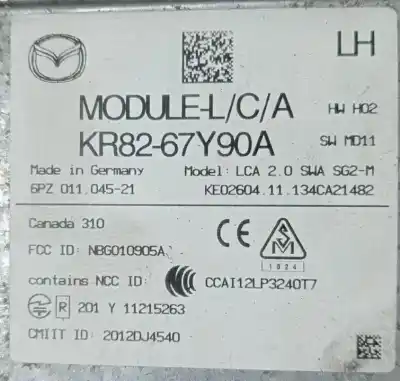 LH
MODULE-L/C/A
HW H02
KR82-67Y90A
SW MD11
Made in Germany
Model: LCA 2.0 SWA SG2-M
6PZ 011.045-21
KE02604.11.134CA21482
Canada 310
FCC ID: NBG010905A
CE
1024
contains NCC ID:
CCAI12LP3240T7
R 201 Y 11215263
CMIIT ID: 2012DJ4540